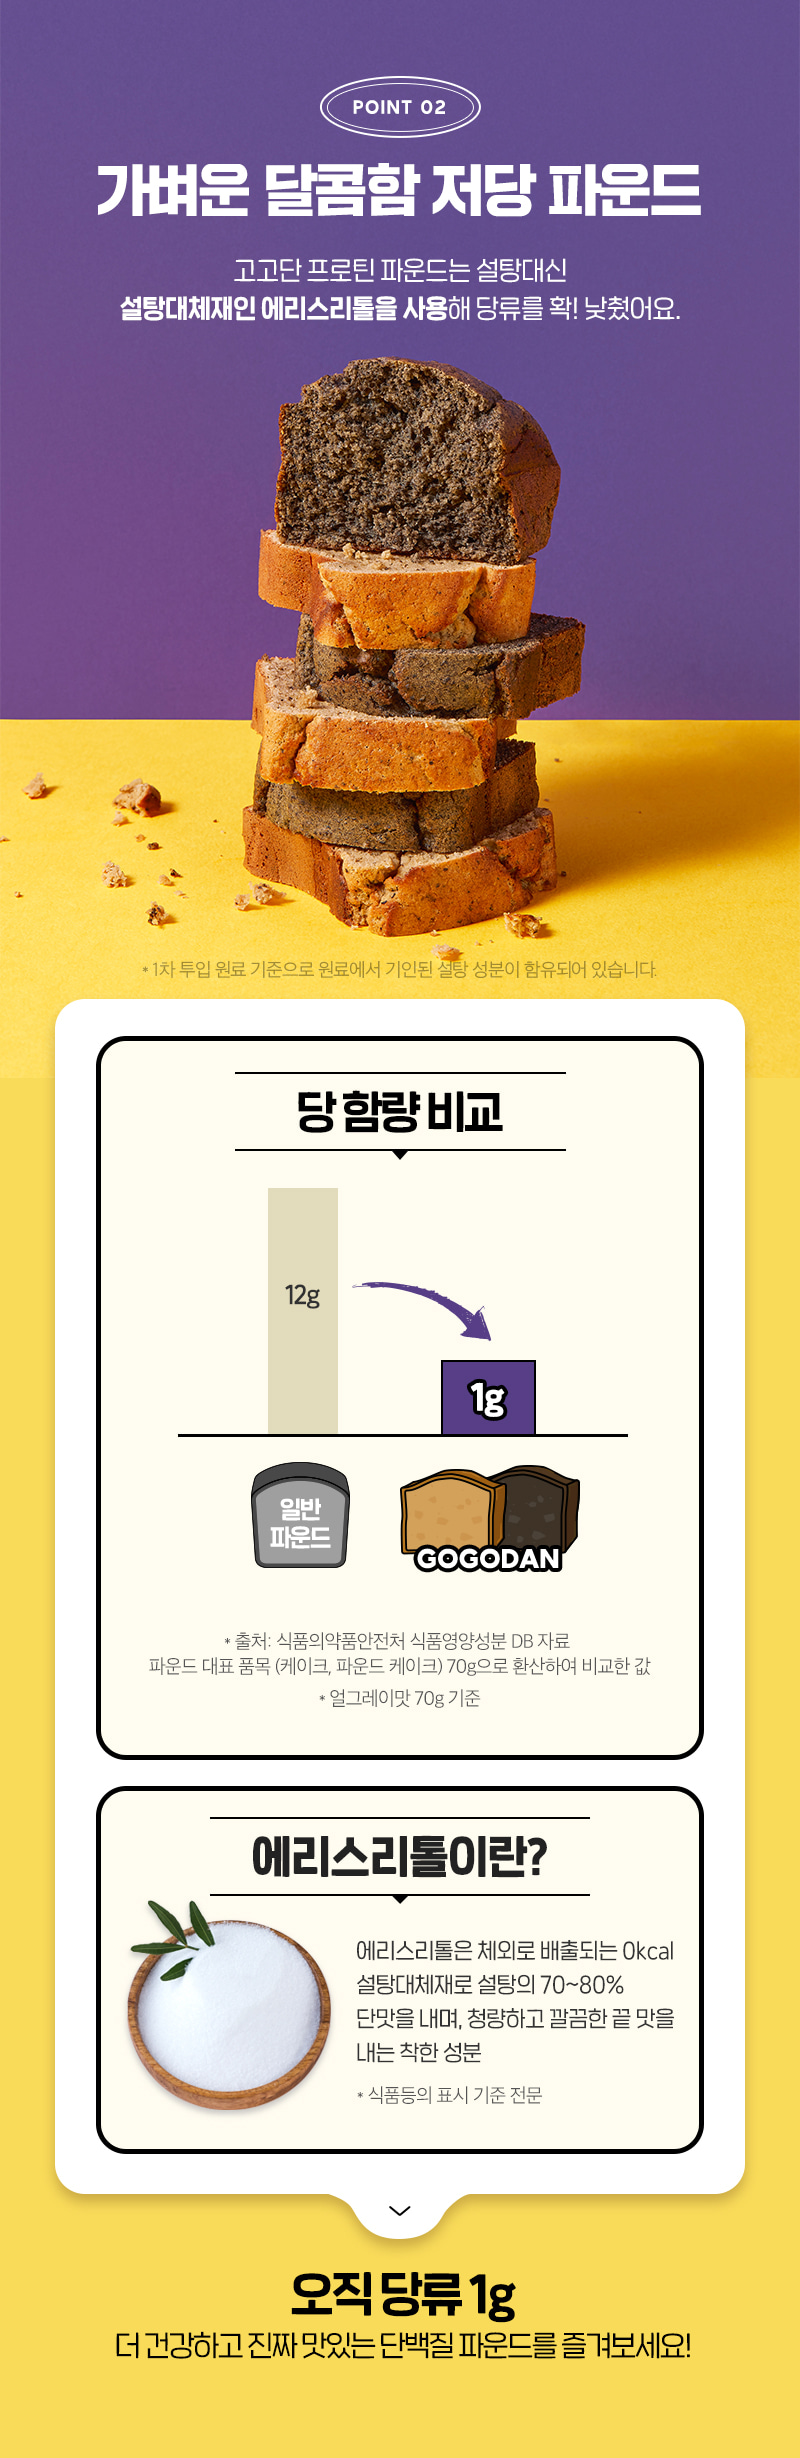 POINT 02
가벼운 달콤함 저당 파운드
고고단 프로틴 파운드는 설탕대신
설탕대체재인 에리스리톨을 사용해 당류를 확! 낮췄어요.
* 1차 투입 원료 기준으로 원료에서 기인된 설탕 성분이 함유되어 있습니다.
당 함량 비교
12g
1g
일반
파운드
GOGODAN
* 출처: 식품의약품안전처 식품영양성분 DB 자료
파운드 대표 품목 (케이크, 파운드 케이크) 70g으로 환산하여 비교한 값
* 얼그레이맛 70g 기준
에리스리톨이란?
에리스리톨은 체외로 배출되는 0kcal
설탕대체재로 설탕의 70~80%
단맛을 내며, 청량하고 깔끔한 끝 맛을
내는 착한 성분
* 식품등의 표시 기준 전문
오직 당류 1g
더 건강하고 진짜 맛있는 단백질 파운드를 즐겨보세요!